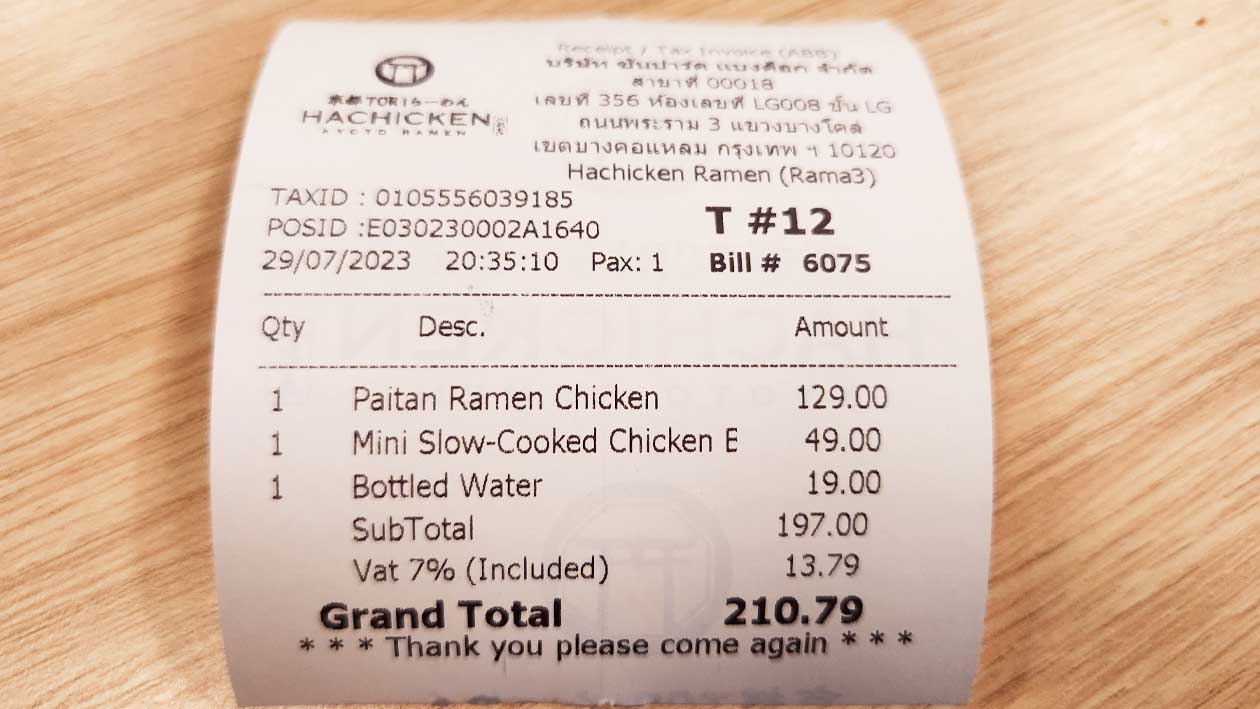 Receipt / Tax Invoice (ABB)
บริษัท ซันปาร์ค แบงค็อก จำกัด
สาขาที่ 00018
京都TORIらーめん
เลขที่ 356 ห้องเลขที่ LG008 ชั้น LG
HACHICKEN
ถนนพระราม 3 แขวงบางโคล่
KYOTO RAMEN
เขตบางคอแหลม กรุงเทพ ฯ 10120
Hachicken Ramen (Rama3)
TAXID : 0105556039185
T #12
POSID :E030230002A1640
29/07/2023 20:35:10 Pax: 1 Bill # 6075
Qty Desc. Amount
1 Paitan Ramen Chicken 129.00
1 Mini Slow-Cooked Chicken E 49.00
1 Bottled Water 19.00
SubTotal 197.00
Vat 7% (Included) 13.79
Grand Total 210.79
* * * Thank you please come again * * *